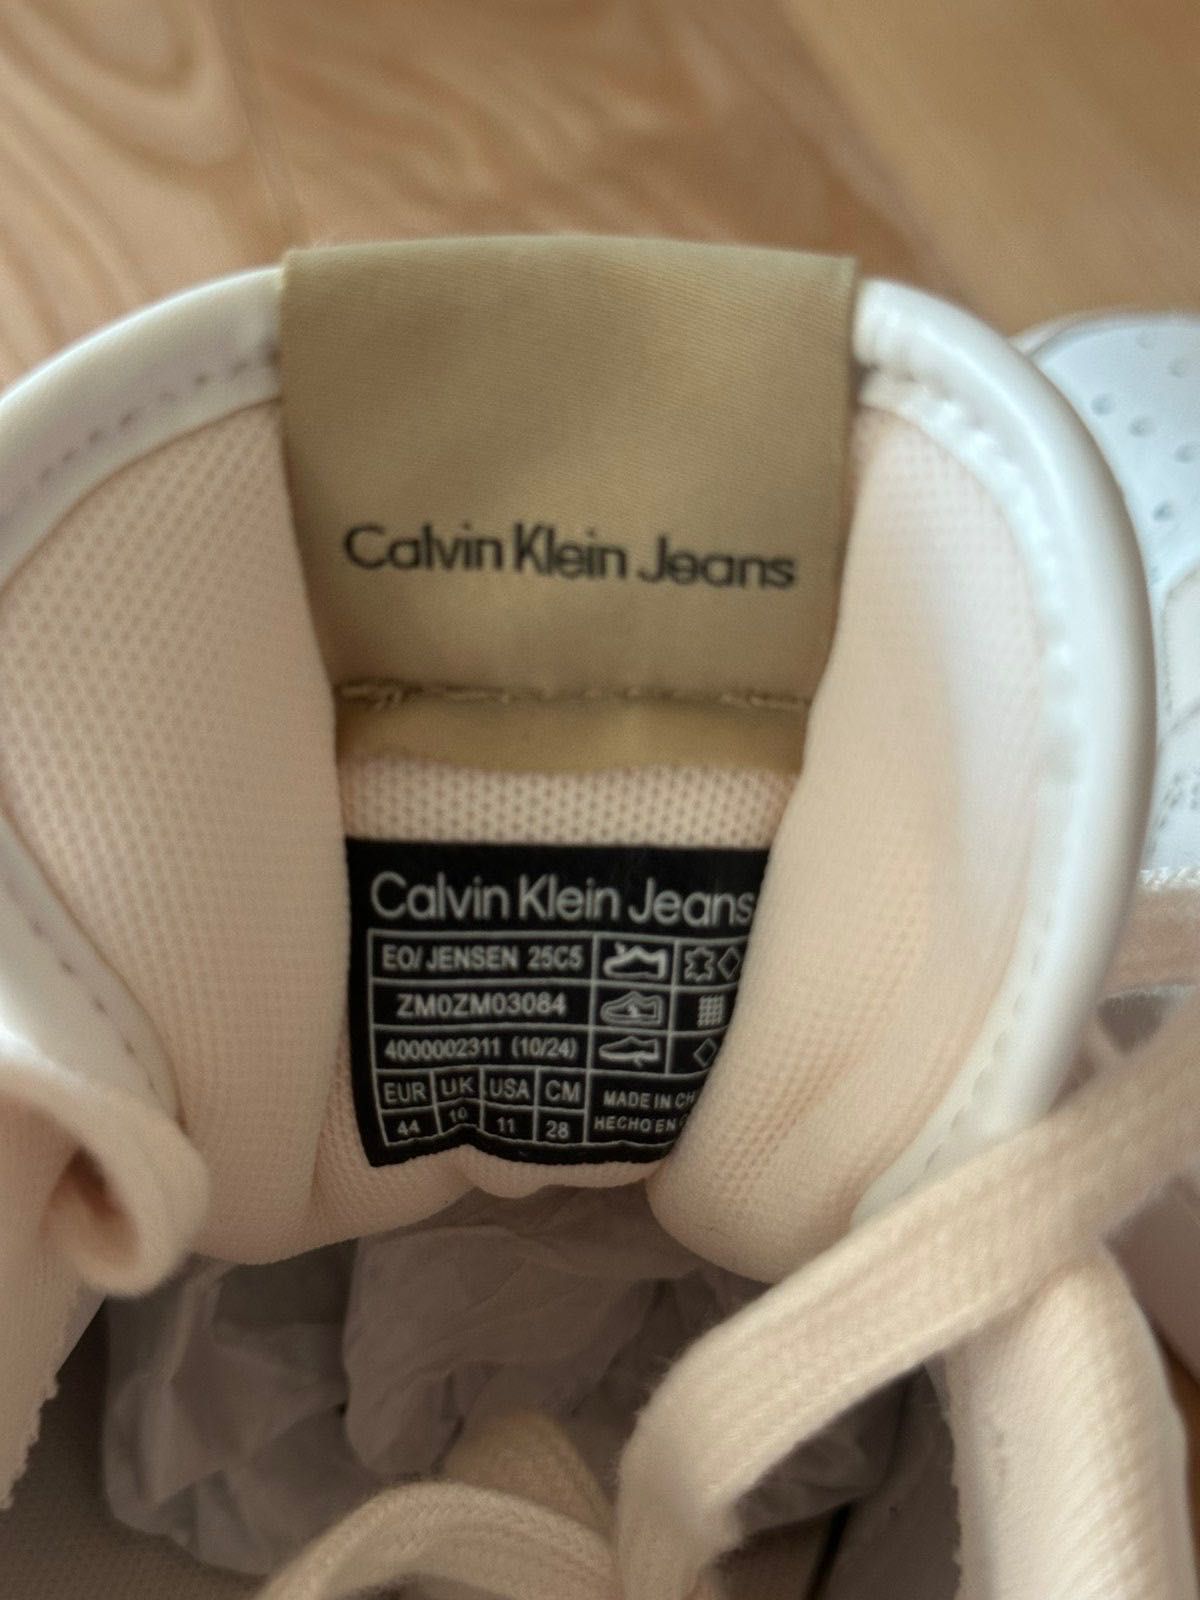 Calvin Klein Jeans
Calvin Klein Jeans
EO/ JENSEN 25C5
ZM0ZM03084
4000002311 (10/24)
EUR UK USA CM
44 10 11 28
MADE IN CH
HECHO EN